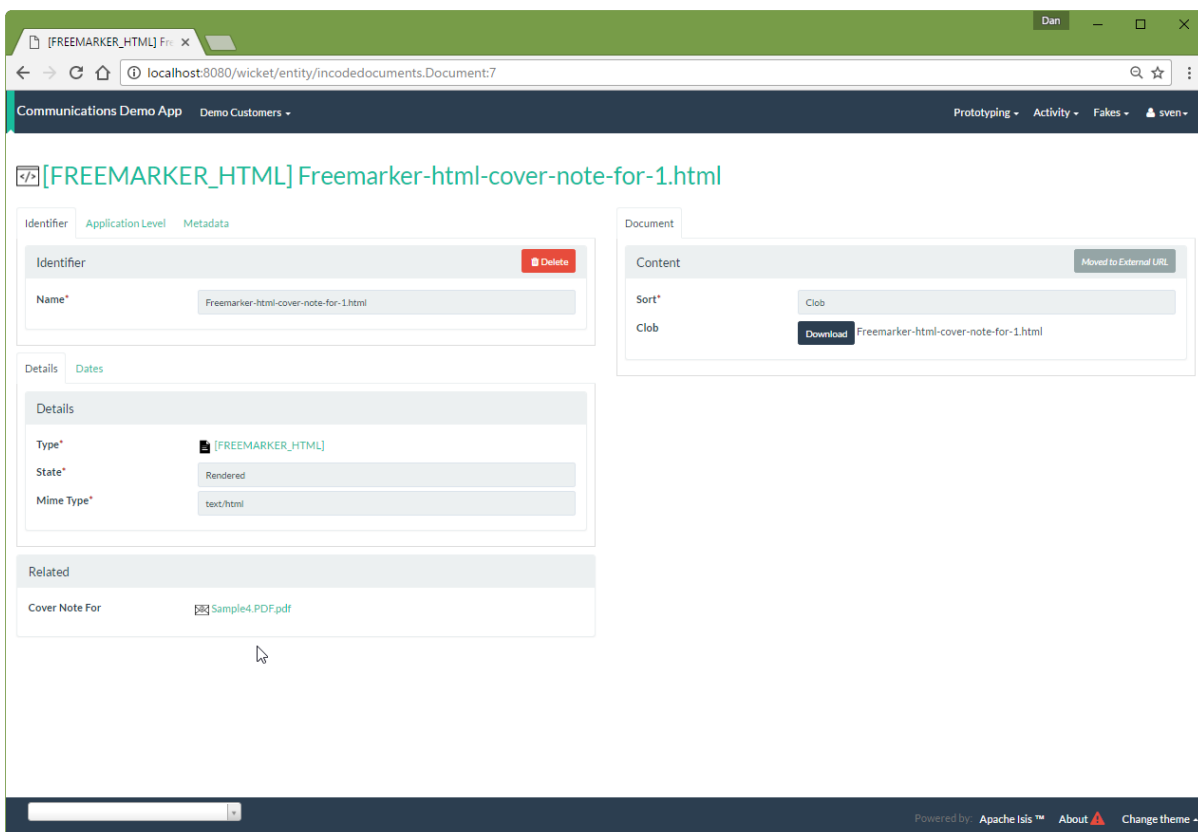 Dan
[FREEMARKER_HTML] Fre
localhost:8080/wicket/entity/incodedocuments.Document:7
Communications Demo App Demo Customers Prototyping Activity Fakes sven
[FREEMARKER_HTML] Freemarker-html-cover-note-for-1.html
Identifier Application Level Metadata
Identifier Delete
Name* Freemarker-html-cover-note-for-1.html
Details Dates
Details
Type* [FREEMARKER_HTML]
State* Rendered
Mime Type* text/html
Related
Cover Note For Sample4.PDF.pdf
Document
Content Moved to External URL
Sort* Clob
Clob Download Freemarker-html-cover-note-for-1.html
Powered by: Apache Isis ™ About Change theme